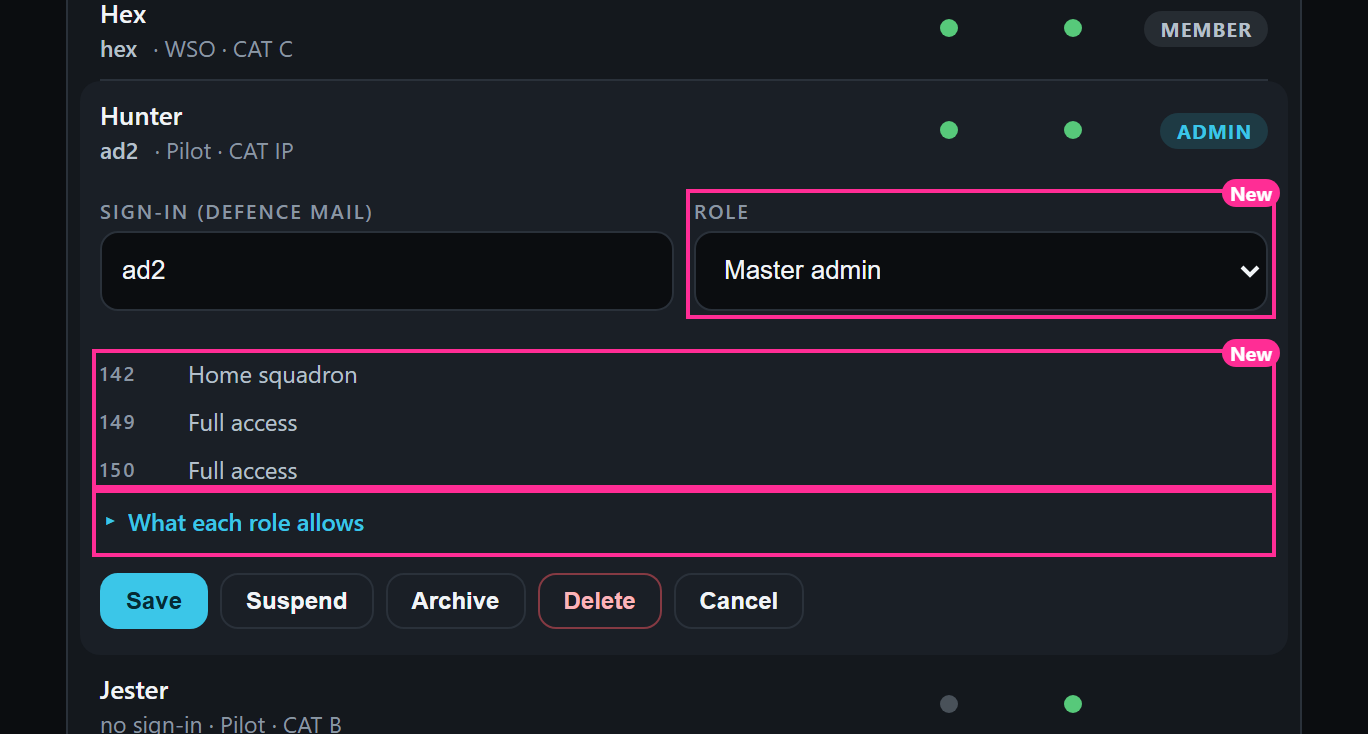 Hex
hex · WSO · CAT C
MEMBER
Hunter
ad2 · Pilot · CAT IP
ADMIN
SIGN-IN (DEFENCE MAIL)
ad2
New
ROLE
Master admin
New
142 Home squadron
149 Full access
150 Full access
▸ What each role allows
Save Suspend Archive Delete Cancel
Jester
no sign-in · Pilot · CAT B